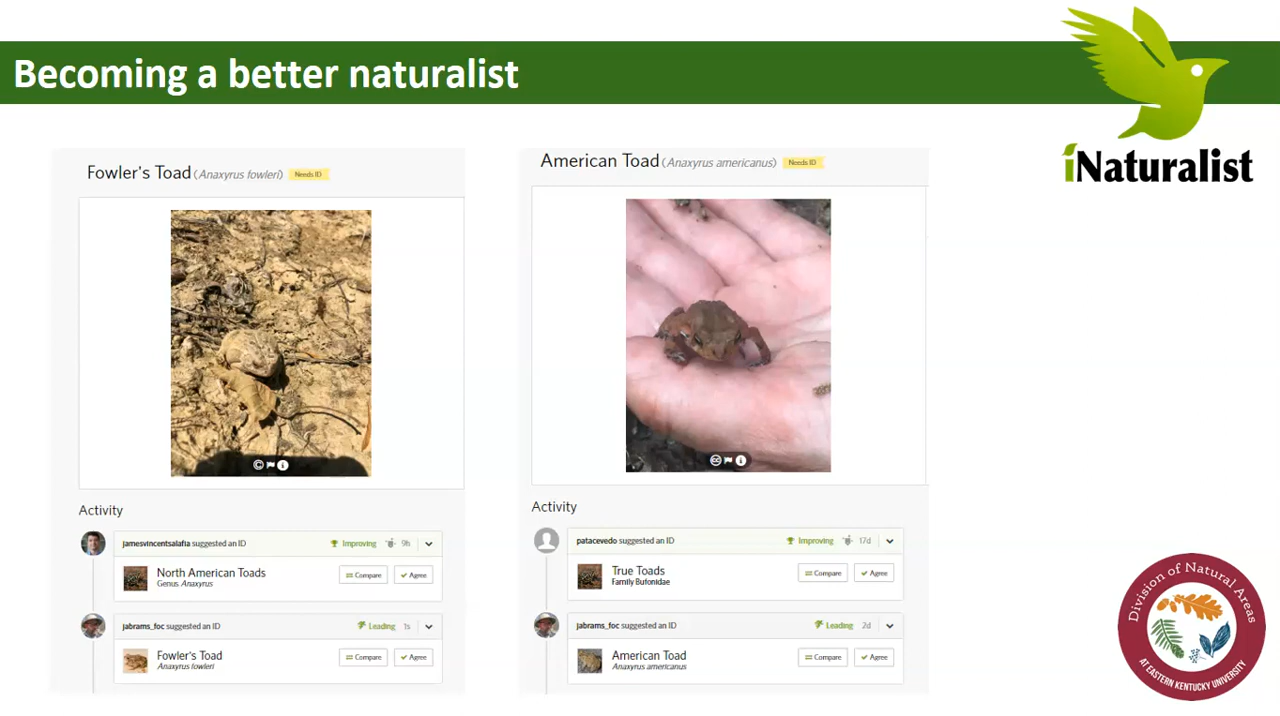 Becoming a better naturalist
iNaturalist
Fowler's Toad (Anaxyrus fowleri) Needs ID
Activity
jamesvincentsalafia suggested an ID Improving 9h
North American Toads
Genus Anaxyrus
Compare Agree
jabrams_foc suggested an ID Leading 1s
Fowler's Toad
Anaxyrus fowleri
Compare Agree
American Toad (Anaxyrus americanus) Needs ID
Activity
patacevedo suggested an ID Improving 17d
True Toads
Family Bufonidae
Compare Agree
jabrams_foc suggested an ID Leading 2d
American Toad
Anaxyrus americanus
Compare Agree
Division of Natural Areas
AT EASTERN KENTUCKY UNIVERSITY